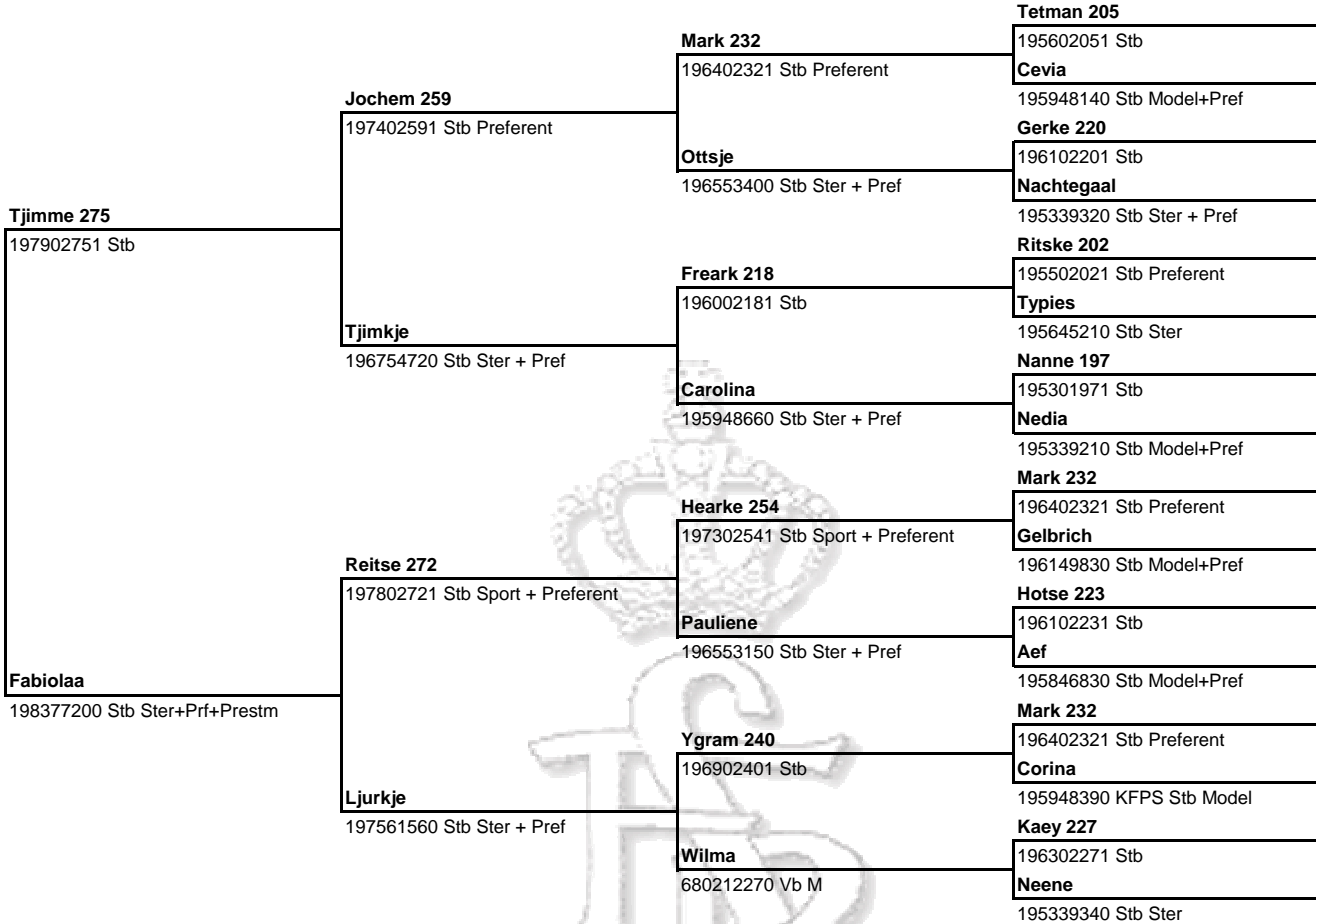 Tetman 205
Mark 232
195602051 Stb
196402321 Stb Preferent
Cevia
Jochem 259
195948140 Stb Model+Pref
197402591 Stb Preferent
Gerke 220
Ottsje
196102201 Stb
196553400 Stb Ster + Pref
Nachtegaal
Tjimme 275
195339320 Stb Ster + Pref
197902751 Stb
Ritske 202
Freark 218
195502021 Stb Preferent
196002181 Stb
Typies
Tjimkje
195645210 Stb Ster
196754720 Stb Ster + Pref
Nanne 197
Carolina
195301971 Stb
195948660 Stb Ster + Pref
Nedia
195339210 Stb Model+Pref
Mark 232
Hearke 254
196402321 Stb Preferent
197302541 Stb Sport + Preferent
Gelbrich
Reitse 272
196149830 Stb Model+Pref
197802721 Stb Sport + Preferent
Hotse 223
Pauliene
196102231 Stb
196553150 Stb Ster + Pref
Aef
Fabiolaa
195846830 Stb Model+Pref
198377200 Stb Ster+Prf+Prestm
Mark 232
Ygram 240
196402321 Stb Preferent
196902401 Stb
Corina
Ljurkje
195948390 KFPS Stb Model
197561560 Stb Ster + Pref
Kaey 227
Wilma
196302271 Stb
680212270 Vb M
Neene
195339340 Stb Ster